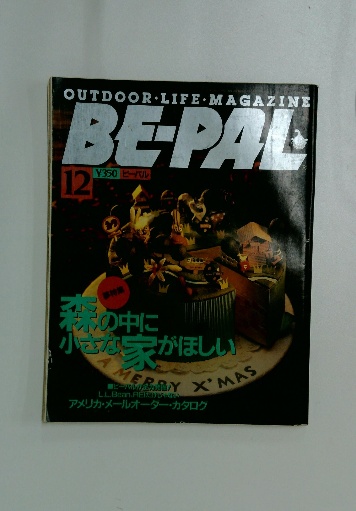 OUTDOOR・LIFE・MAGAZINE
BE-PAL
12 ¥350 ビーパル
森の中に
小さな家がほしい
MERRY X'MAS
アメリカ・メールオーダー・カタログ